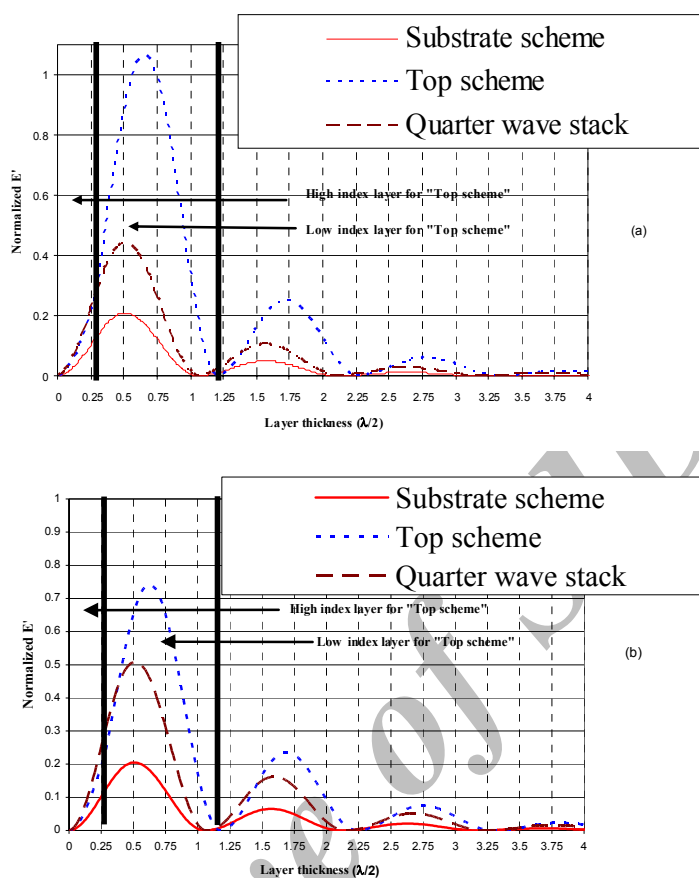 Substrate scheme
Top scheme
Quarter wave stack
1
0.8
0.6
0.4
0.2
0
Normalized E'
High index layer for "Top scheme"
Low index layer for "Top scheme"
(a)
0 0.25 0.5 0.75 1 1.25 1.5 1.75 2 2.25 2.5 2.75 3 3.25 3.5 3.75 4
Layer thickness (λ/2)
Substrate scheme
Top scheme
Quarter wave stack
1
0.9
0.8
0.7
0.6
0.5
0.4
0.3
0.2
0.1
0
Normalized E'
High index layer for "Top scheme"
Low index layer for "Top scheme"
(b)
0 0.25 0.5 0.75 1 1.25 1.5 1.75 2 2.25 2.5 2.75 3 3.25 3.5 3.75 4
Layer thickness (λ/2)
of